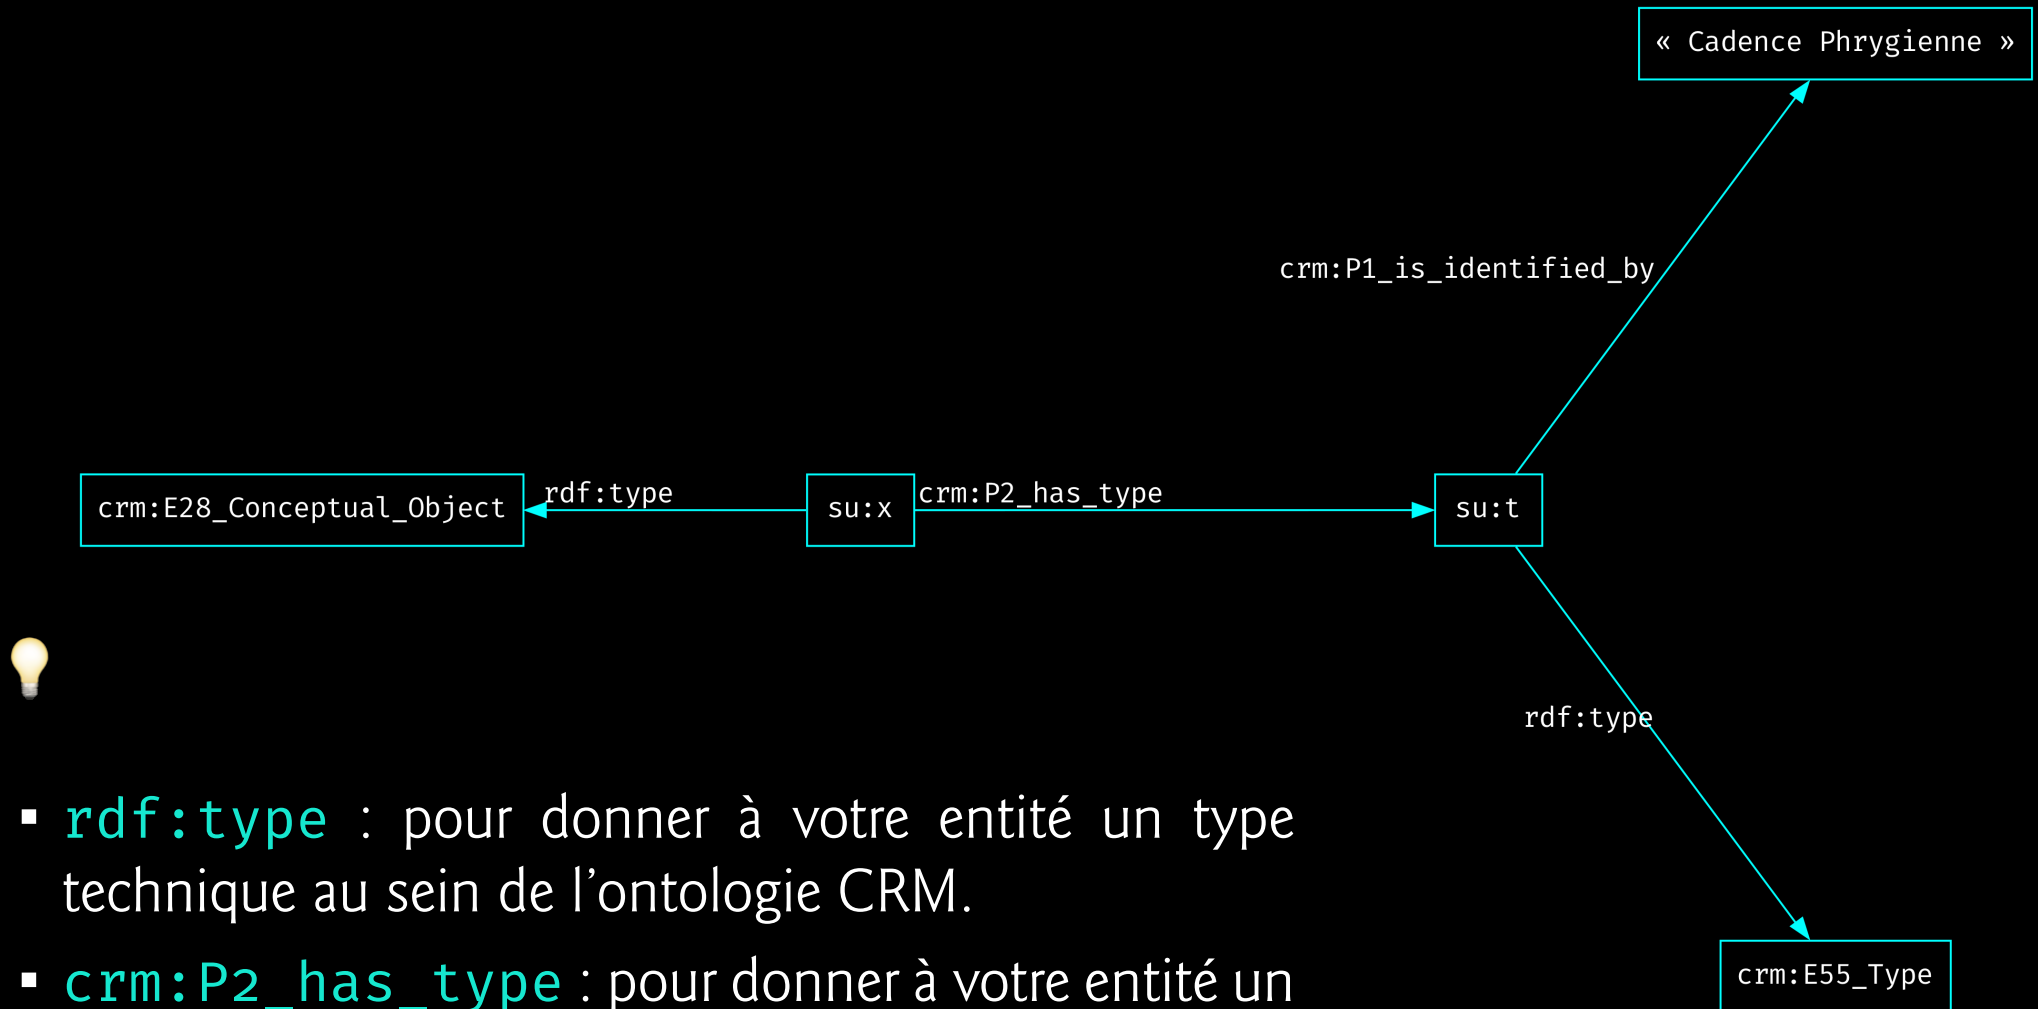 « Cadence Phrygienne »
crm:P1_is_identified_by
crm:E28_Conceptual_Object
rdf:type
su:x
crm:P2_has_type
su:t
rdf:type
▪ rdf:type : pour donner à votre entité un type
technique au sein de l’ontologie CRM.
▪ crm:P2_has_type : pour donner à votre entité un
crm:E55_Type